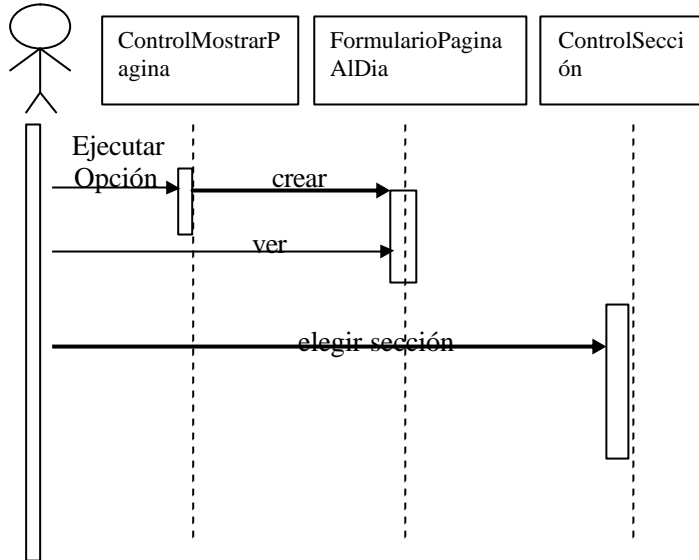 ControlMostrarP
agina
FormularioPagina
AlDia
ControlSecci
ón
Ejecutar
Opción
crear
ver
elegir sección